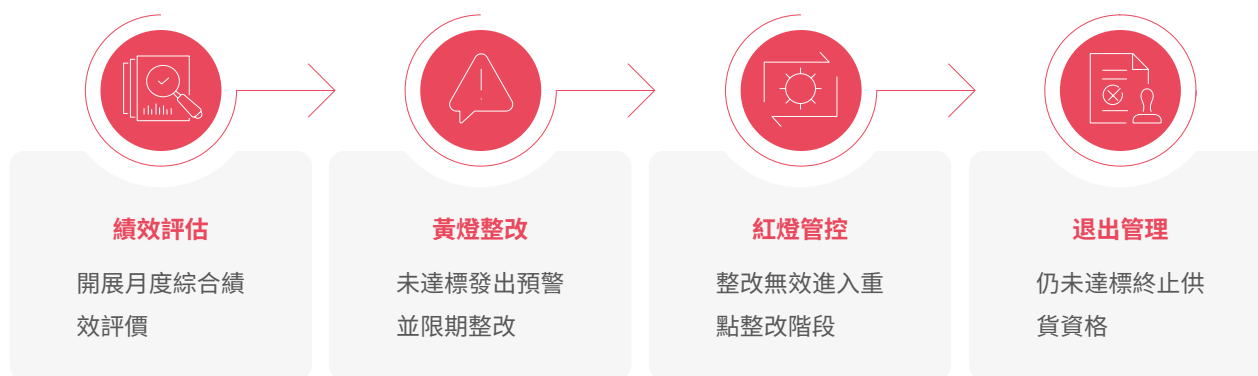 績效評估
開展月度綜合績
效評價
黃燈整改
未達標發出預警
並限期整改
紅燈管控
整改無效進入重
點整改階段
退出管理
仍未達標終止供
貨資格